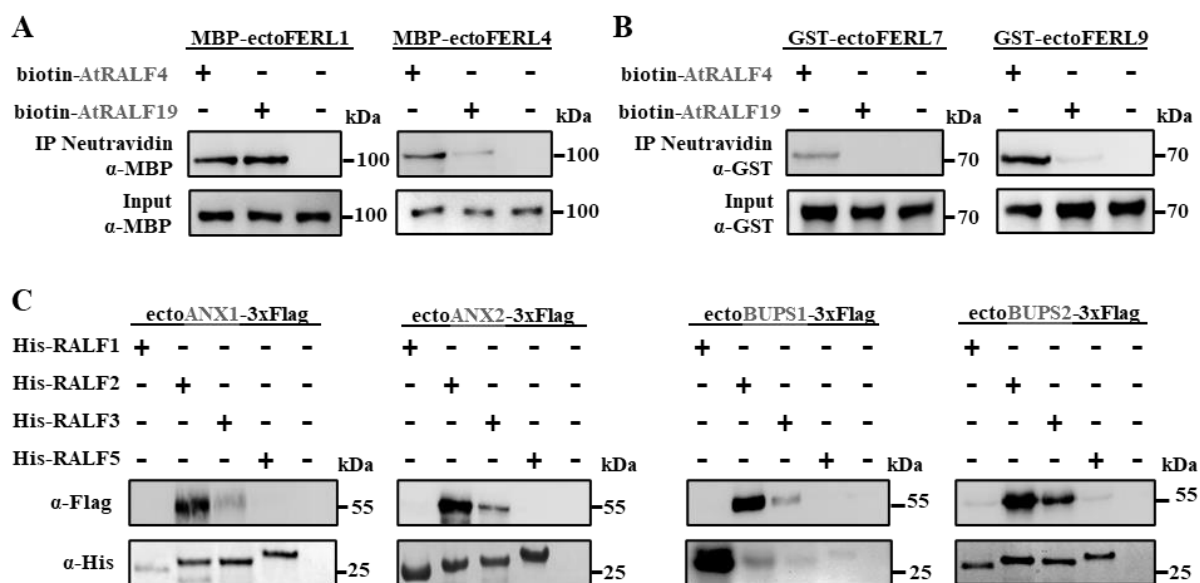 A B
MBP-ectoFERL1 MBP-ectoFERL4 GST-ectoFERL7 GST-ectoFERL9
biotin-AtRALF4 + - - + - - biotin-AtRALF4 + - - + - -
biotin-AtRALF19 - + - kDa - + - kDa biotin-AtRALF19 - + - kDa - + - kDa
IP Neutravidin IP Neutravidin
α-MBP -100 -100 α-GST -70 -70
Input Input
α-MBP -100 -100 α-GST -70 -70
C
ectoANX1-3xFlag ectoANX2-3xFlag ectoBUPS1-3xFlag ectoBUPS2-3xFlag
His-RALF1 + - - - - + - - - - + - - - - + - - - -
His-RALF2 - + - - - - + - - - - + - - - - + - - -
His-RALF3 - - + - - - - + - - - - + - - - - + - -
His-RALF5 - - - + - kDa - - - + - kDa - - - + - kDa - - - + - kDa
α-Flag -55 -55 -55 -55
α-His -25 -25 -25 -25